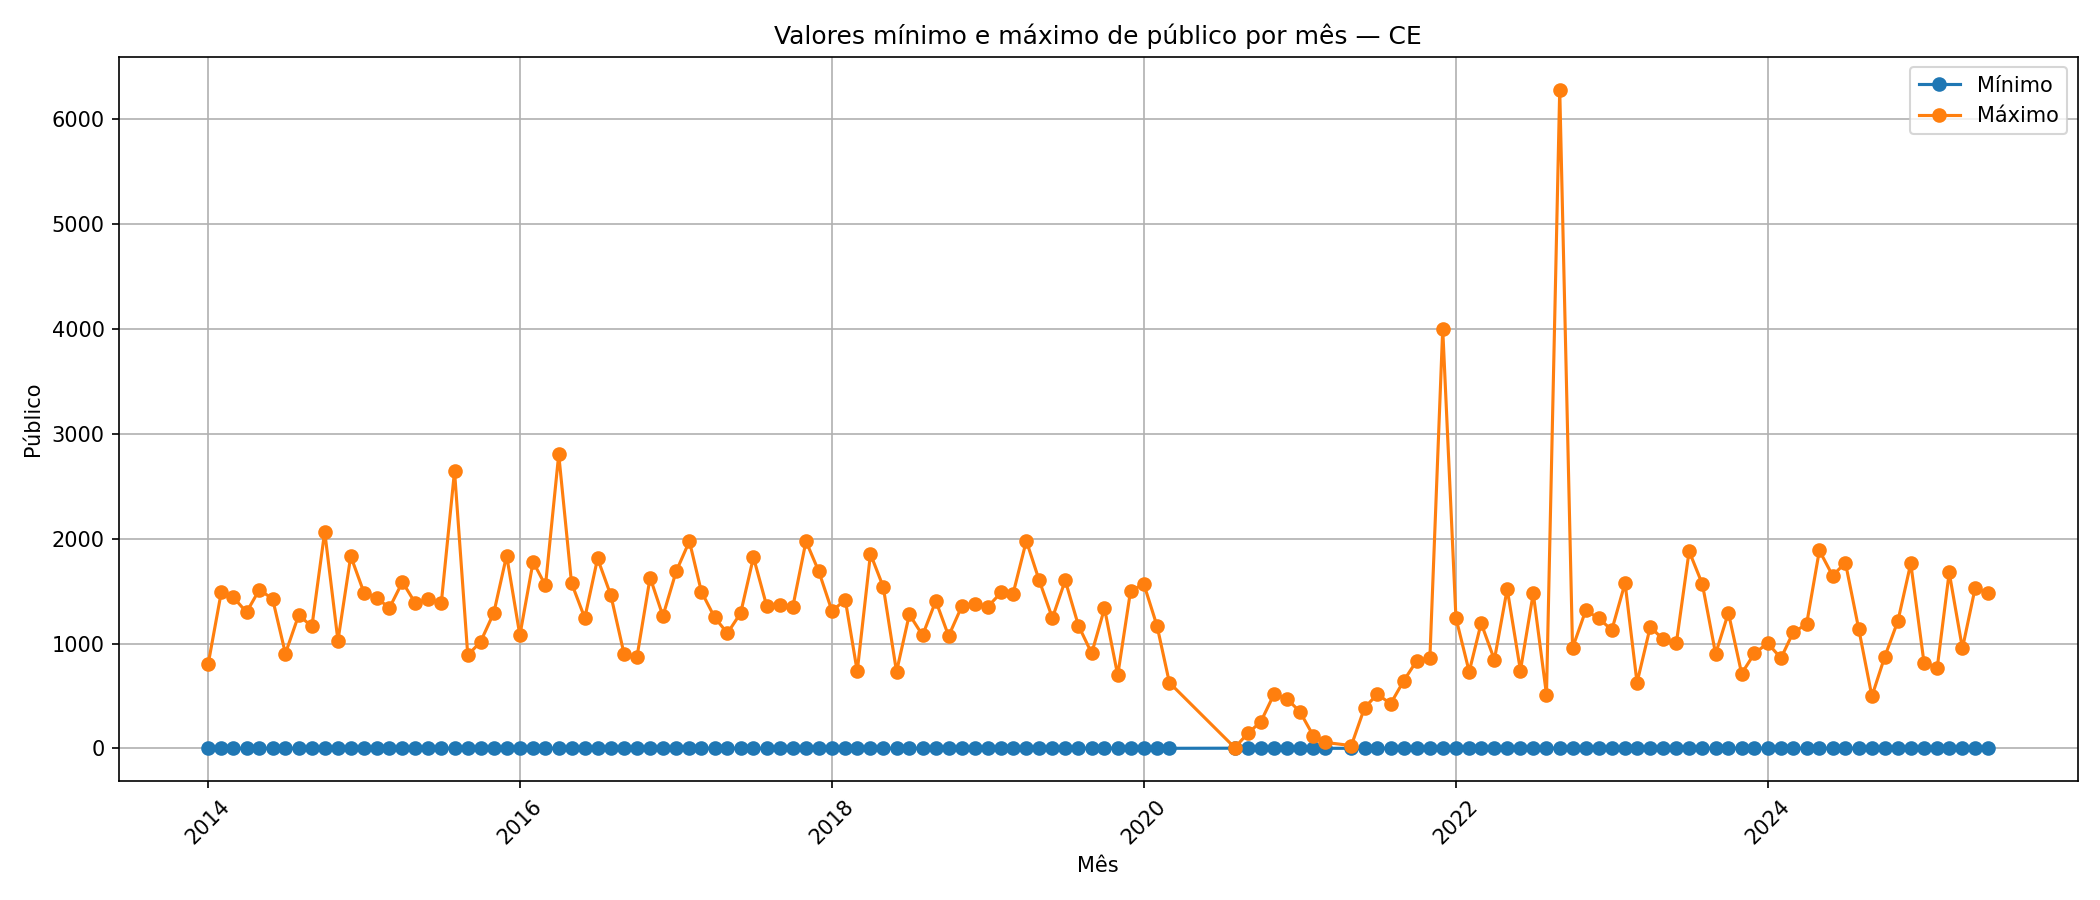 Valores mínimo e máximo de público por mês — CE
Mínimo
Máximo
Público
6000
5000
4000
3000
2000
1000
0
2014
2016
2018
2020
2022
2024
Mês